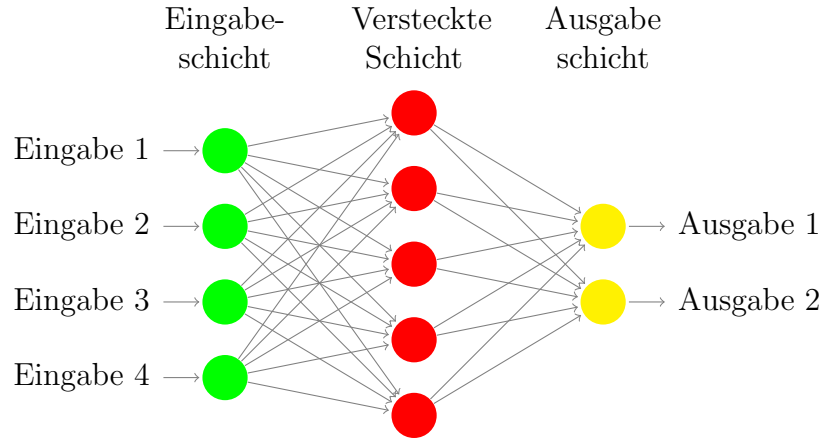 Eingabe-
schicht
Versteckte
Schicht
Ausgabe
schicht
Eingabe 1
Eingabe 2
Eingabe 3
Eingabe 4
Ausgabe 1
Ausgabe 2